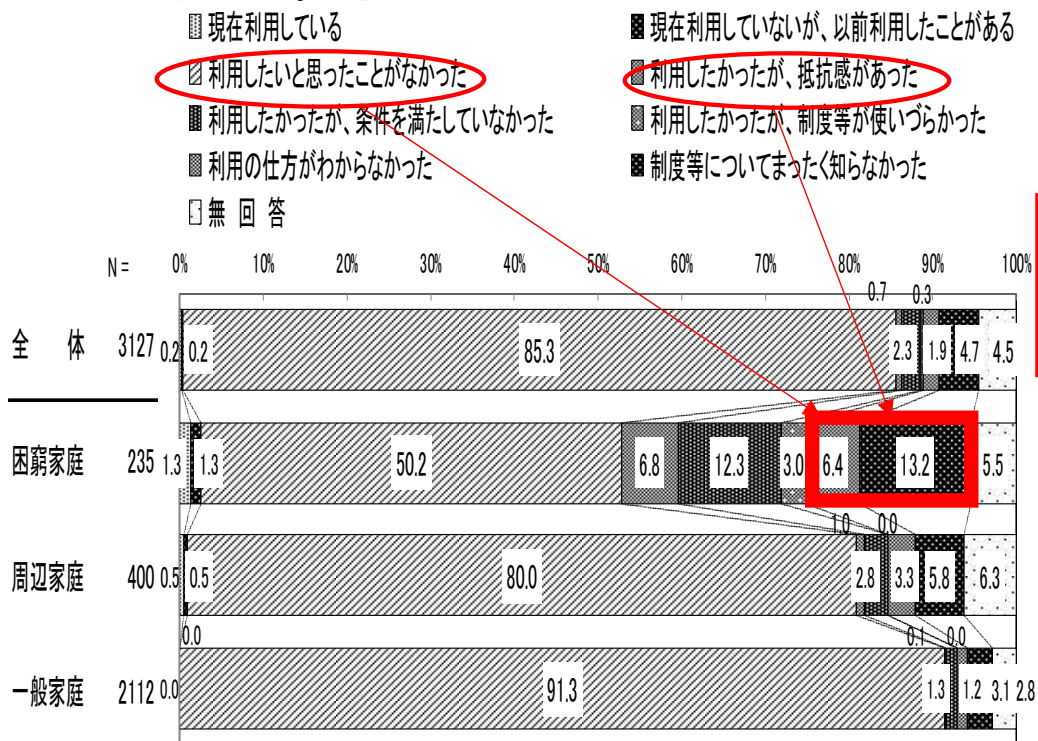 現在利用している 現在利用していないが、以前利用したことがある
利用したいと思ったことがなかった 利用したかったが、抵抗感があった
利用したかったが、条件を満たしていなかった 利用したかったが、制度等が使いづらかった
利用の仕方がわからなかった 制度等についてまったく知らなかった
無 回 答
N= 0% 10% 20% 30% 40% 50% 60% 70% 80% 90% 100%
0.7 0.3
全 体 3127 0.2 0.2 85.3 2.3 1.9 4.7 4.5
困窮家庭 235 1.3 1.3 50.2 6.8 12.3 3.0 6.4 13.2 5.5
1.0 0.0
周辺家庭 400 0.5 0.5 80.0 2.8 3.3 5.8 6.3
0.0 0.1 0.0
一般家庭 2112 0.0 91.3 1.3 1.2 3.1 2.8